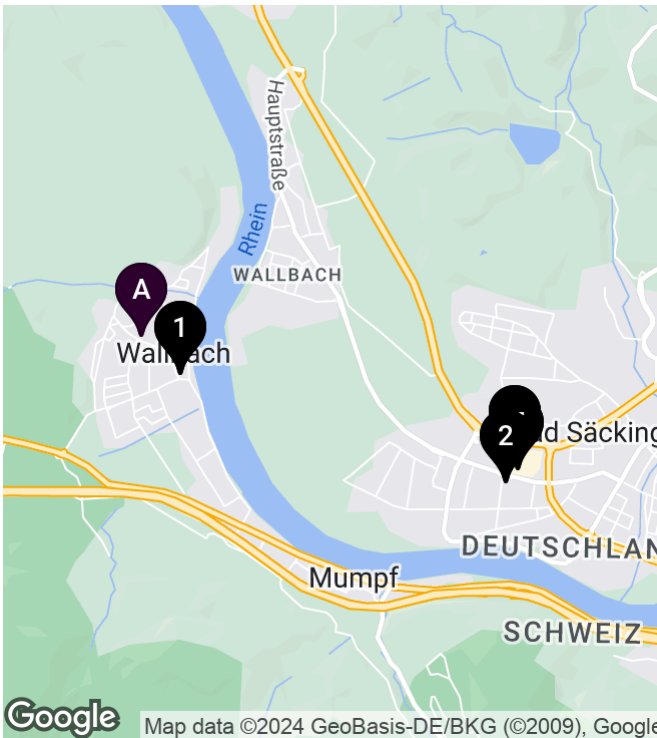 Hauptstraße
Rhein
WALLBACH
A
1
Wallbach
2
Bad Säcking
DEUTSCHLAN
Mumpf
SCHWEIZ
Google
Map data ©2024 GeoBasis-DE/BKG (©2009), Google